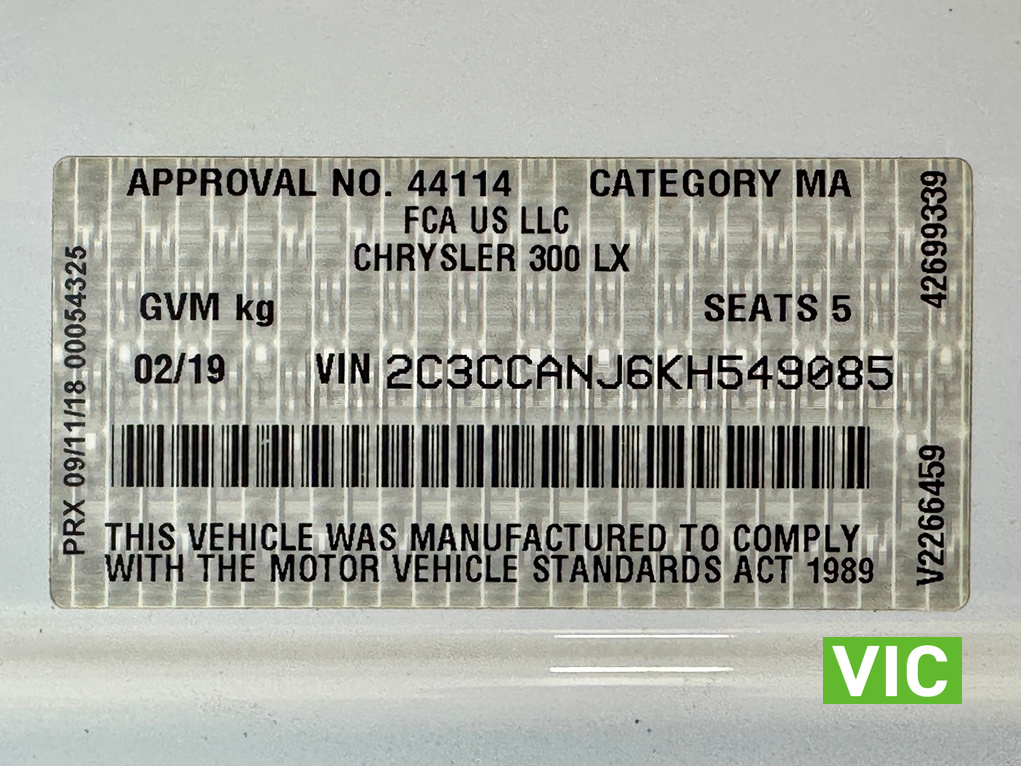 APPROVAL NO. 44114 CATEGORY MA
FCA US LLC
CHRYSLER 300 LX
GVM kg SEATS 5
02/19 VIN 2C3CCANJ6KH549085
THIS VEHICLE WAS MANUFACTURED TO COMPLY
WITH THE MOTOR VEHICLE STANDARDS ACT 1989
PRX 09/11/18 00054325
42699339
V2266459
VIC